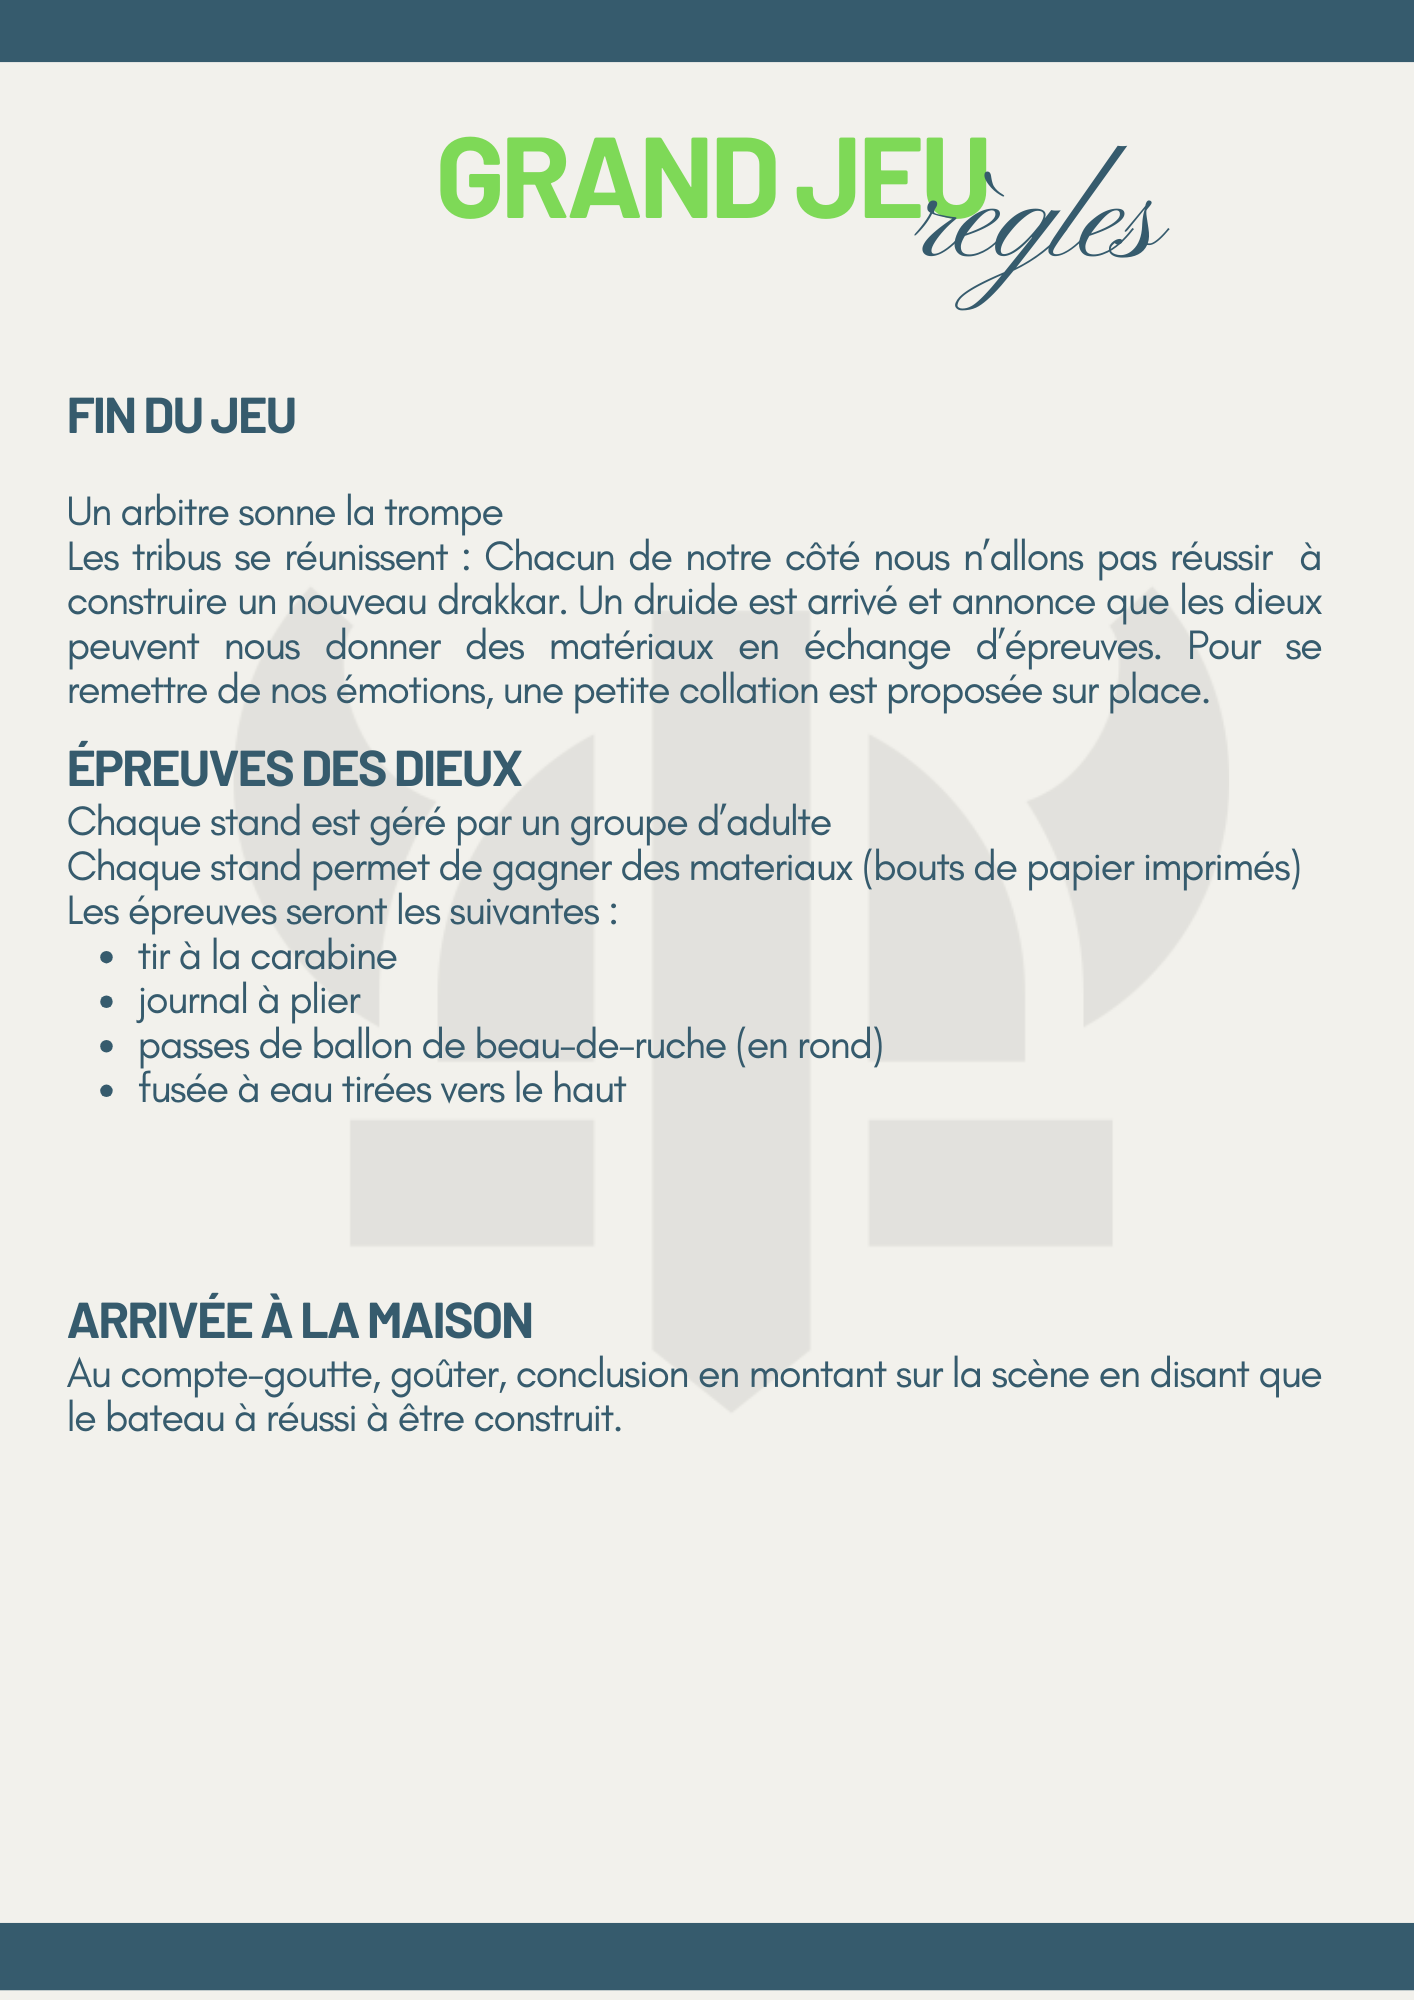 GRAND JEU
règles
FIN DU JEU
Un arbitre sonne la trompe
Les tribus se réunissent : Chacun de notre côté nous n’allons pas réussir  à
construire un nouveau drakkar. Un druide est arrivé et annonce que les dieux
peuvent nous donner des matériaux en échange d’épreuves. Pour se
remettre de nos émotions, une petite collation est proposée sur place.
ÉPREUVES DES DIEUX
Chaque stand est géré par un groupe d’adulte
Chaque stand permet de gagner des materiaux (bouts de papier imprimés)
Les épreuves seront les suivantes :
• tir à la carabine
• journal à plier
• passes de ballon de beau-de-ruche (en rond)
• fusée à eau tirées vers le haut
ARRIVÉE À LA MAISON
Au compte-goutte, goûter, conclusion en montant sur la scène en disant que
le bateau à réussi à être construit.